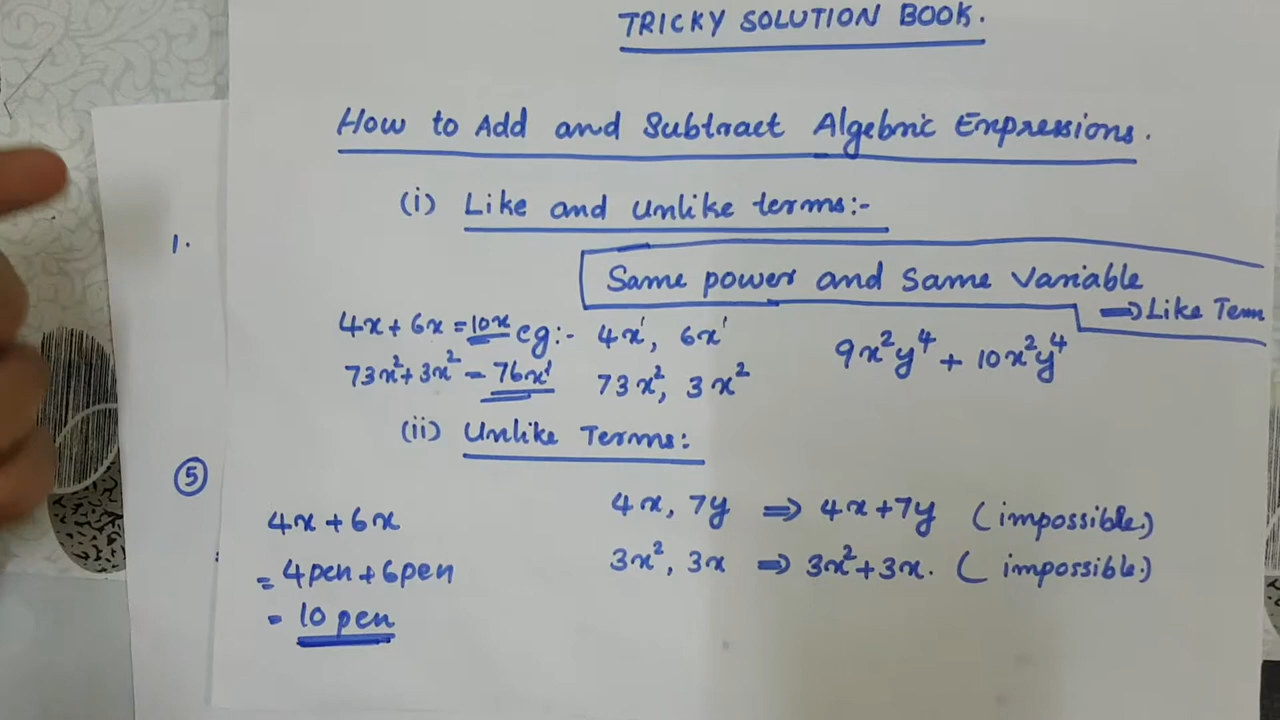 TRICKY SOLUTION BOOK.
How to Add and Subtract Algebric Expressions.
(i) Like and unlike terms:-
1.
Same power and same variable
⇒ Like Term
4x + 6x = 10x eg:- 4x¹, 6x¹
9x²y⁴ + 10x²y⁴
73x² + 3x² = 76x¹ 73x², 3x²
(ii) Unlike Terms:
5
4x, 7y ⇒ 4x+7y (impossible.)
4x + 6x
3x², 3x ⇒ 3x²+3x. (impossible.)
= 4pen + 6pen
= 10 pen